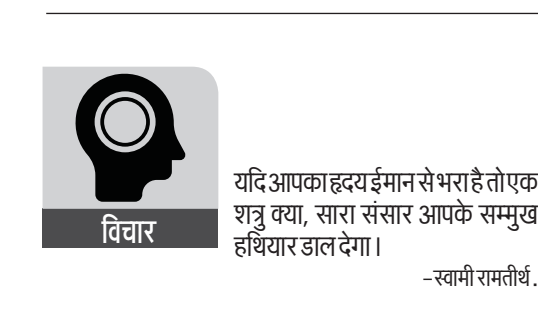 विचार
यदि आपका हृदय ईमान से भरा है तो एक
शत्रु क्या, सारा संसार आपके सम्मुख
हथियार डाल देगा।
-स्वामी रामतीर्थ.